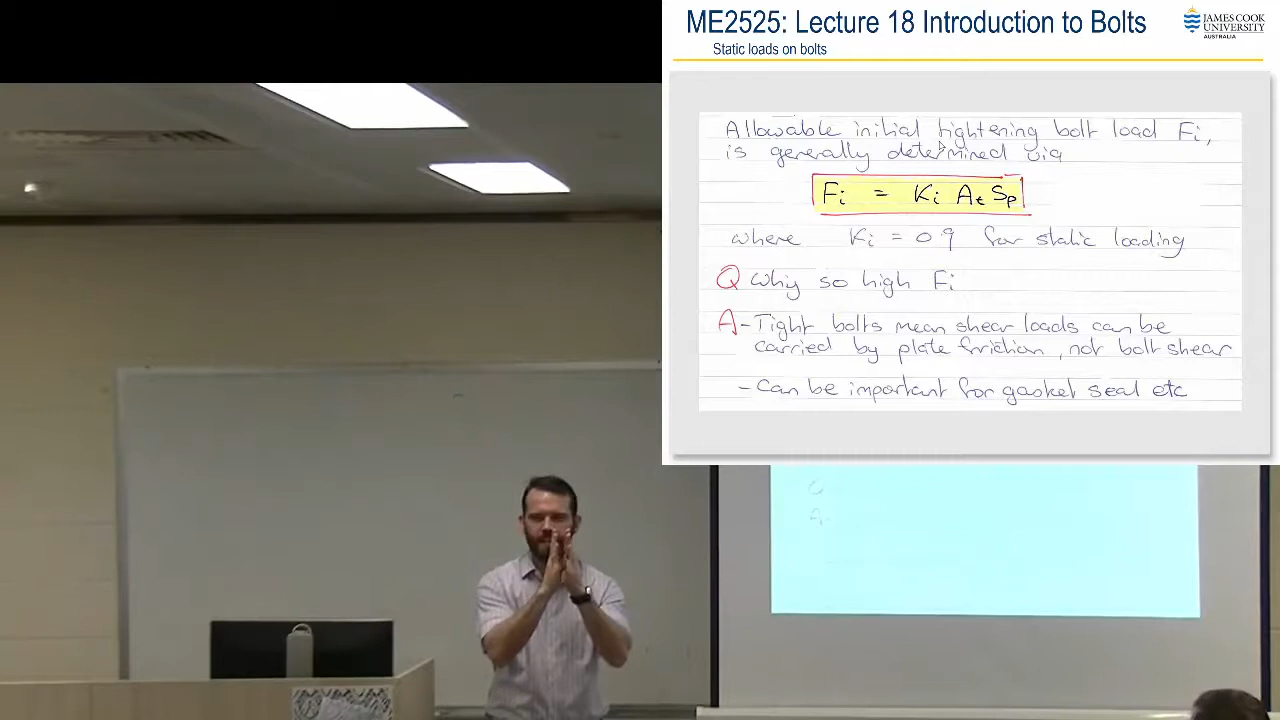 ME2525: Lecture 18 Introduction to Bolts
Static loads on bolts
JAMES COOK
UNIVERSITY
AUSTRALIA
Allowable initial tightening bolt load Fi,
is generally determined via
Fi = Ki At Sp
where Ki = 0.9 for static loading
Q Why so high Fi
A - Tight bolts mean shear loads can be
carried by plate friction, not bolt shear
- Can be important for gasket seal etc
Q
A